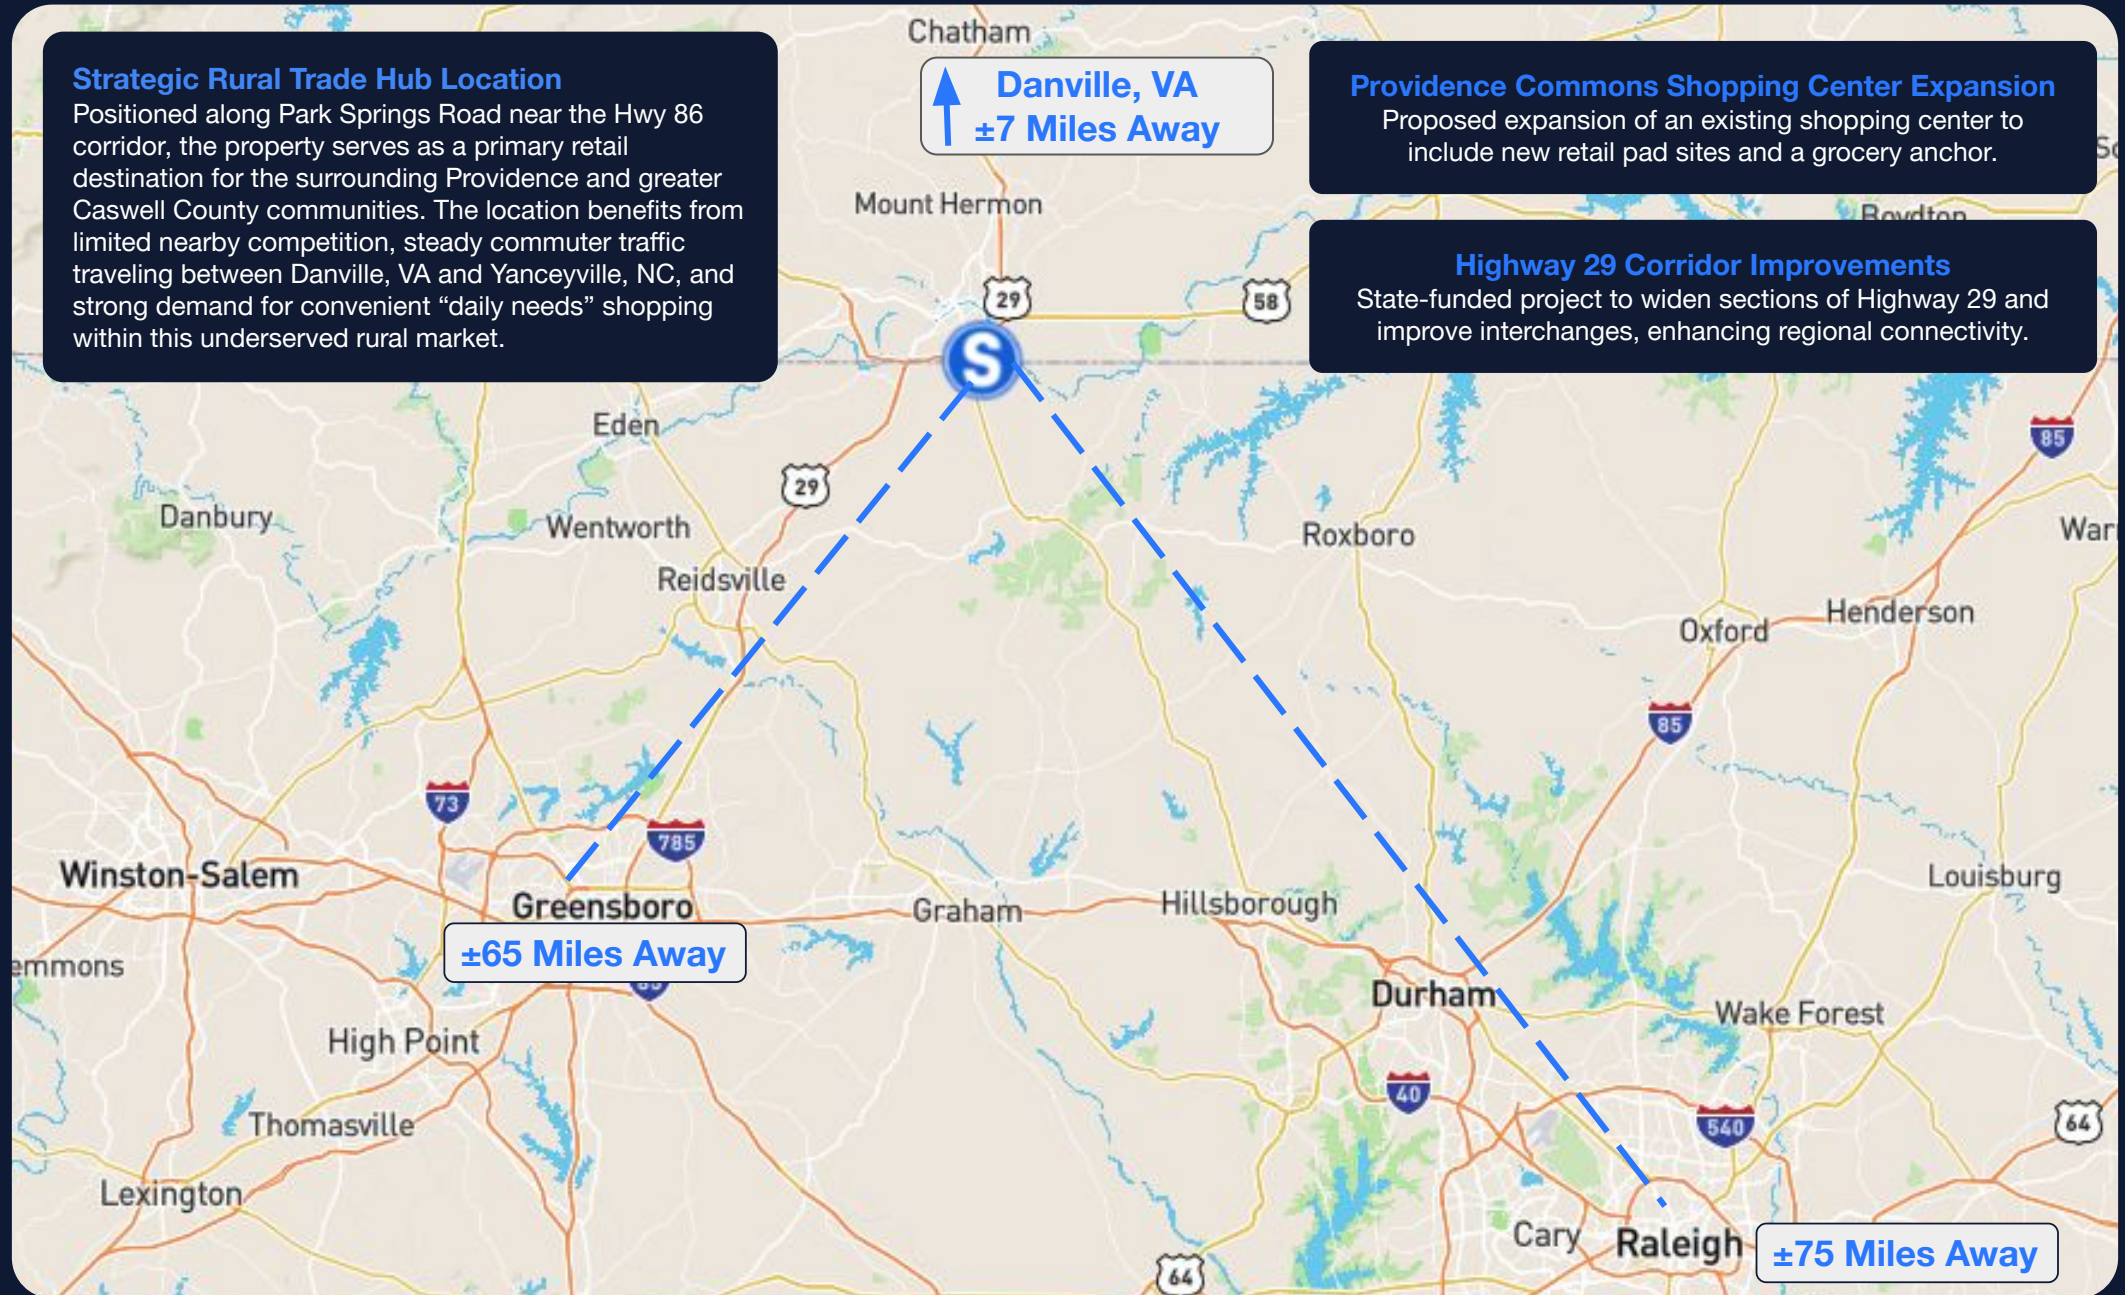 Strategic Rural Trade Hub Location
Positioned along Park Springs Road near the Hwy 86
corridor, the property serves as a primary retail
destination for the surrounding Providence and greater
Caswell County communities. The location benefits from
limited nearby competition, steady commuter traffic
traveling between Danville, VA and Yanceyville, NC, and
strong demand for convenient “daily needs” shopping
within this underserved rural market.
Chatham
Danville, VA
±7 Miles Away
Providence Commons Shopping Center Expansion
Proposed expansion of an existing shopping center to
include new retail pad sites and a grocery anchor.
Mount Hermon
Boydton
Highway 29 Corridor Improvements
State-funded project to widen sections of Highway 29 and
improve interchanges, enhancing regional connectivity.
29
58
S
Eden
85
29
Danbury
Wentworth
Roxboro
Reidsville
Henderson
Oxford
85
73
785
Winston-Salem
Louisburg
Greensboro
Graham
Hillsborough
±65 Miles Away
emmons
85
Durham
Wake Forest
High Point
40
Thomasville
540
64
Lexington
Cary
Raleigh
±75 Miles Away
64